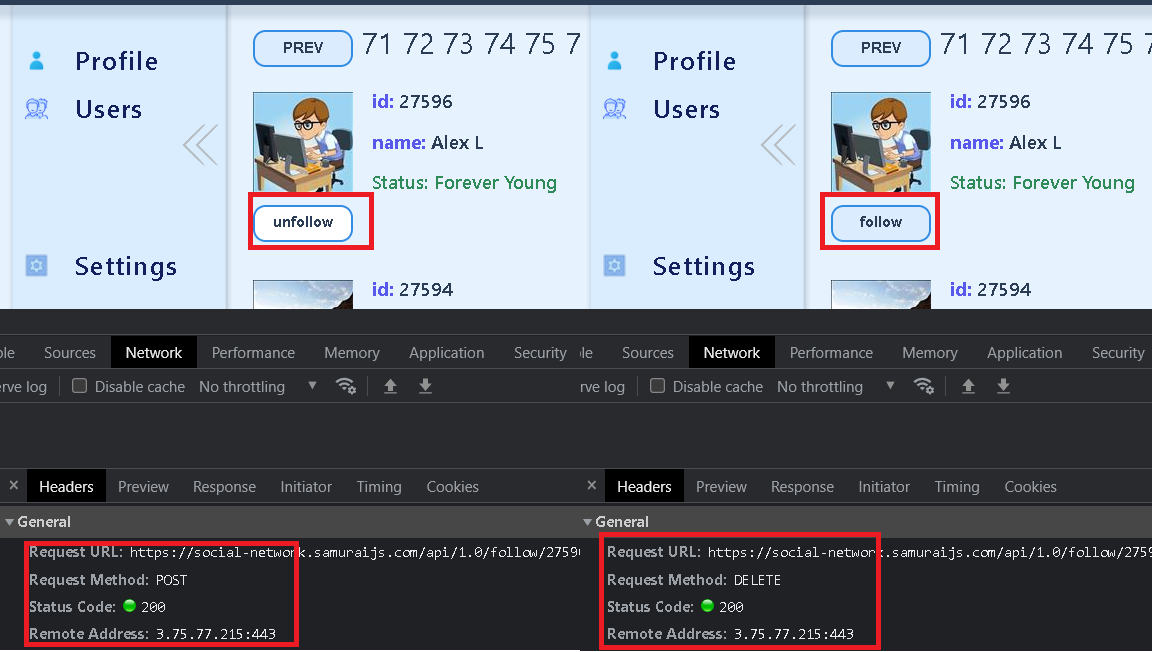 PREV 71 72 73 74 75 7
Profile
Users
id: 27596
name: Alex L
Status: Forever Young
unfollow
Settings
id: 27594
PREV 71 72 73 74 75
Profile
Users
id: 27596
name: Alex L
Status: Forever Young
follow
Settings
id: 27594
ole Sources Network Performance Memory Application Security
erve log Disable cache No throttling
× Headers Preview Response Initiator Timing Cookies
General
Request URL: https://social-network.samuraijs.com/api/1.0/follow/2759
Request Method: POST
Status Code: 200
Remote Address: 3.75.77.215:443
le Sources Network Performance Memory Application Security
rve log Disable cache No throttling
× Headers Preview Response Initiator Timing Cookies
General
Request URL: https://social-network.samuraijs.com/api/1.0/follow/2759
Request Method: DELETE
Status Code: 200
Remote Address: 3.75.77.215:443